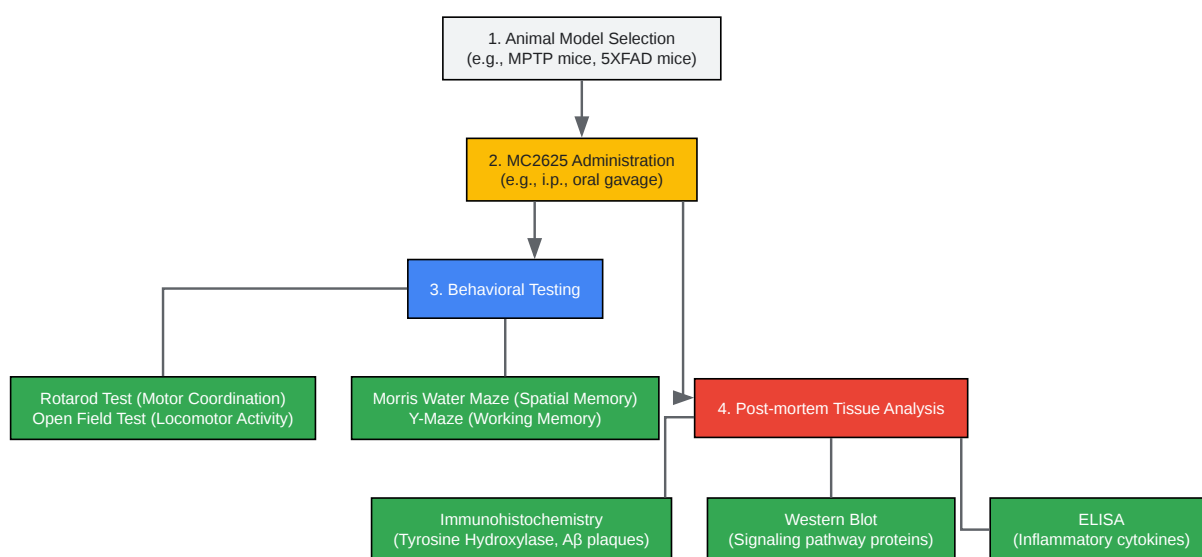 1. Animal Model Selection
(e.g., MPTP mice, 5XFAD mice)
2. MC2625 Administration
(e.g., i.p., oral gavage)
3. Behavioral Testing
Rotarod Test (Motor Coordination)
Open Field Test (Locomotor Activity)
Morris Water Maze (Spatial Memory)
Y-Maze (Working Memory)
4. Post-mortem Tissue Analysis
Immunohistochemistry
(Tyrosine Hydroxylase, Aβ plaques)
Western Blot
(Signaling pathway proteins)
ELISA
(Inflammatory cytokines)